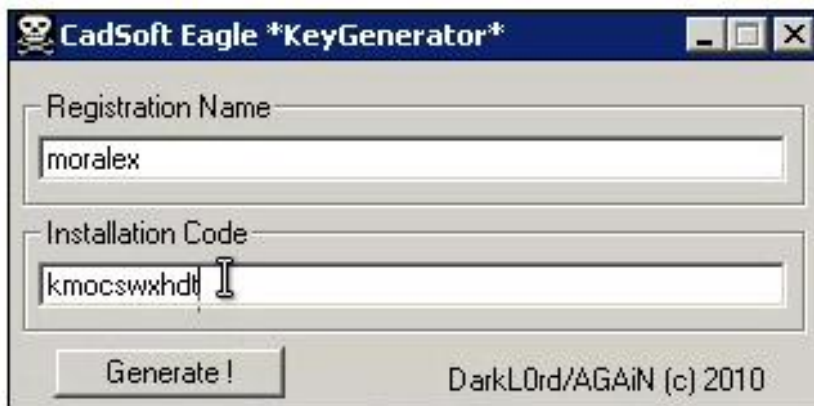 CadSoft Eagle *KeyGenerator*
Registration Name
moralex
Installation Code
kmocswxhdt
Generate !
DarkL0rd/AGAiN (c) 2010